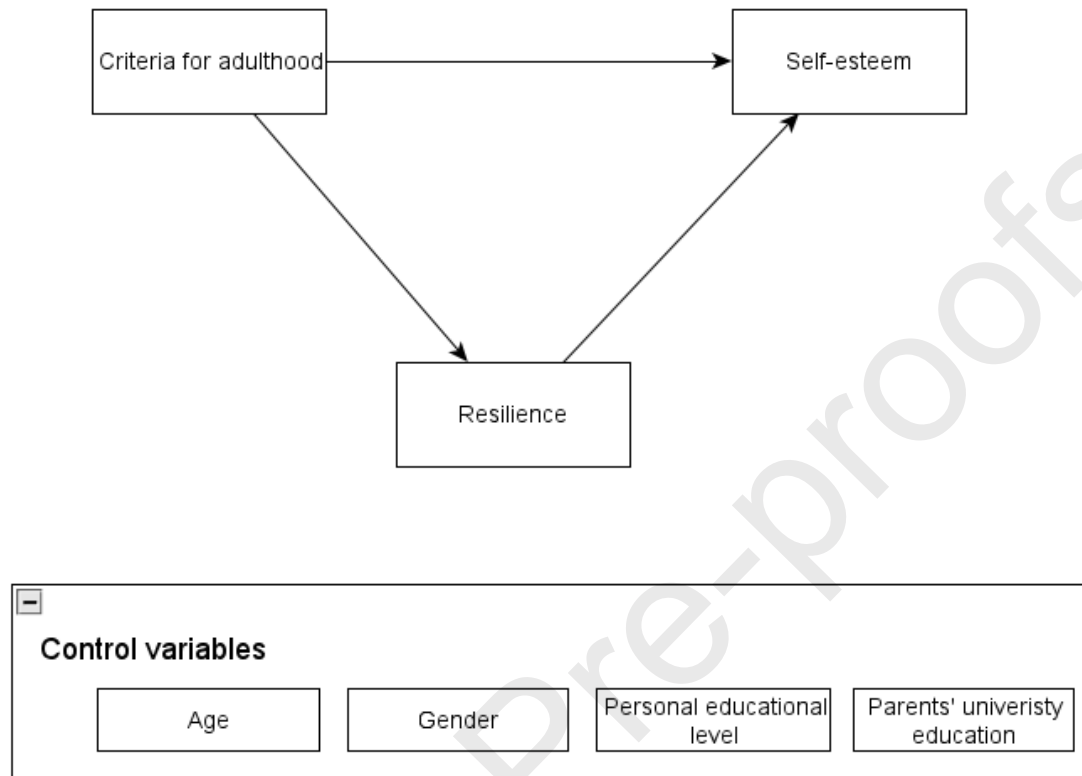 Criteria for adulthood
Self-esteem
Resilience
Pre-proofs
Control variables
Age
Gender
Personal educational
level
Parents' univeristy
education